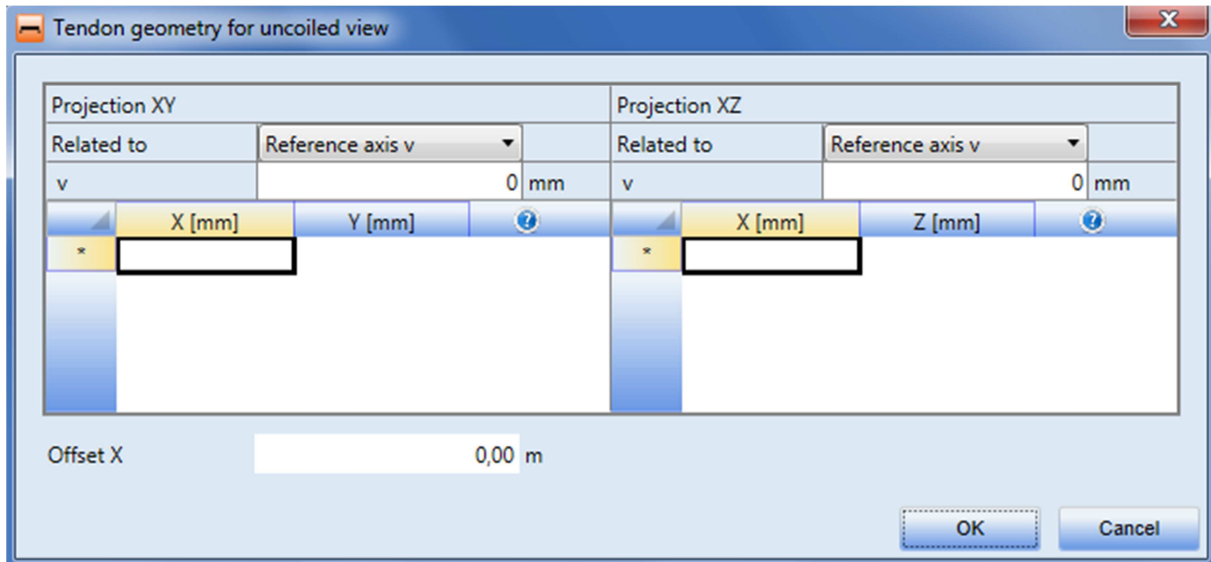 Tendon geometry for uncoiled view
Projection XY Projection XZ
Related to Reference axis v Related to Reference axis v
v 0 mm v 0 mm
X [mm] Y [mm] ? X [mm] Z [mm] ?
* *
Offset X 0,00 m
OK Cancel